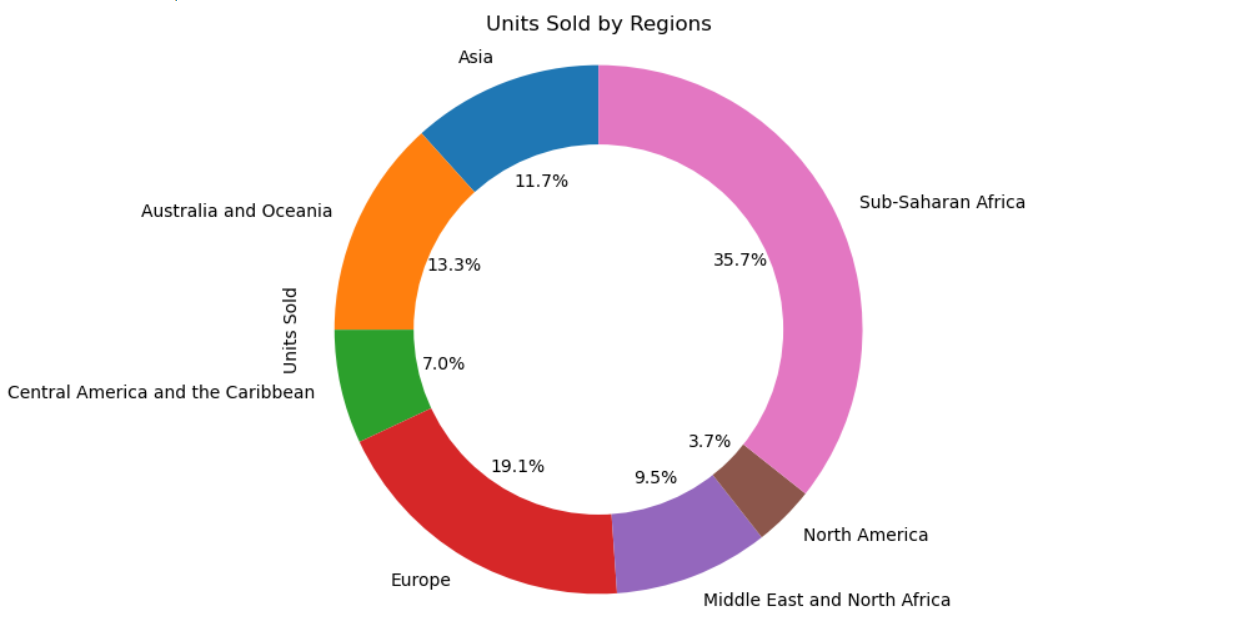 Units Sold by Regions
Asia
11.7%
Sub-Saharan Africa
Australia and Oceania
35.7%
13.3%
Units Sold
7.0%
Central America and the Caribbean
3.7%
19.1%
9.5%
North America
Europe
Middle East and North Africa